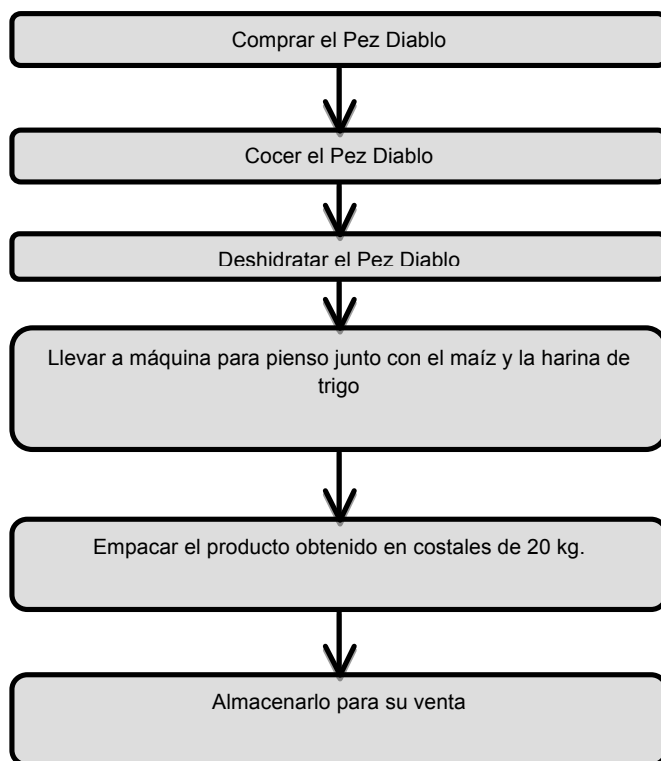 Comprar el Pez Diablo
Cocer el Pez Diablo
Deshidratar el Pez Diablo
Llevar a máquina para pienso junto con el maíz y la harina de
trigo
Empacar el producto obtenido en costales de 20 kg.
Almacenarlo para su venta